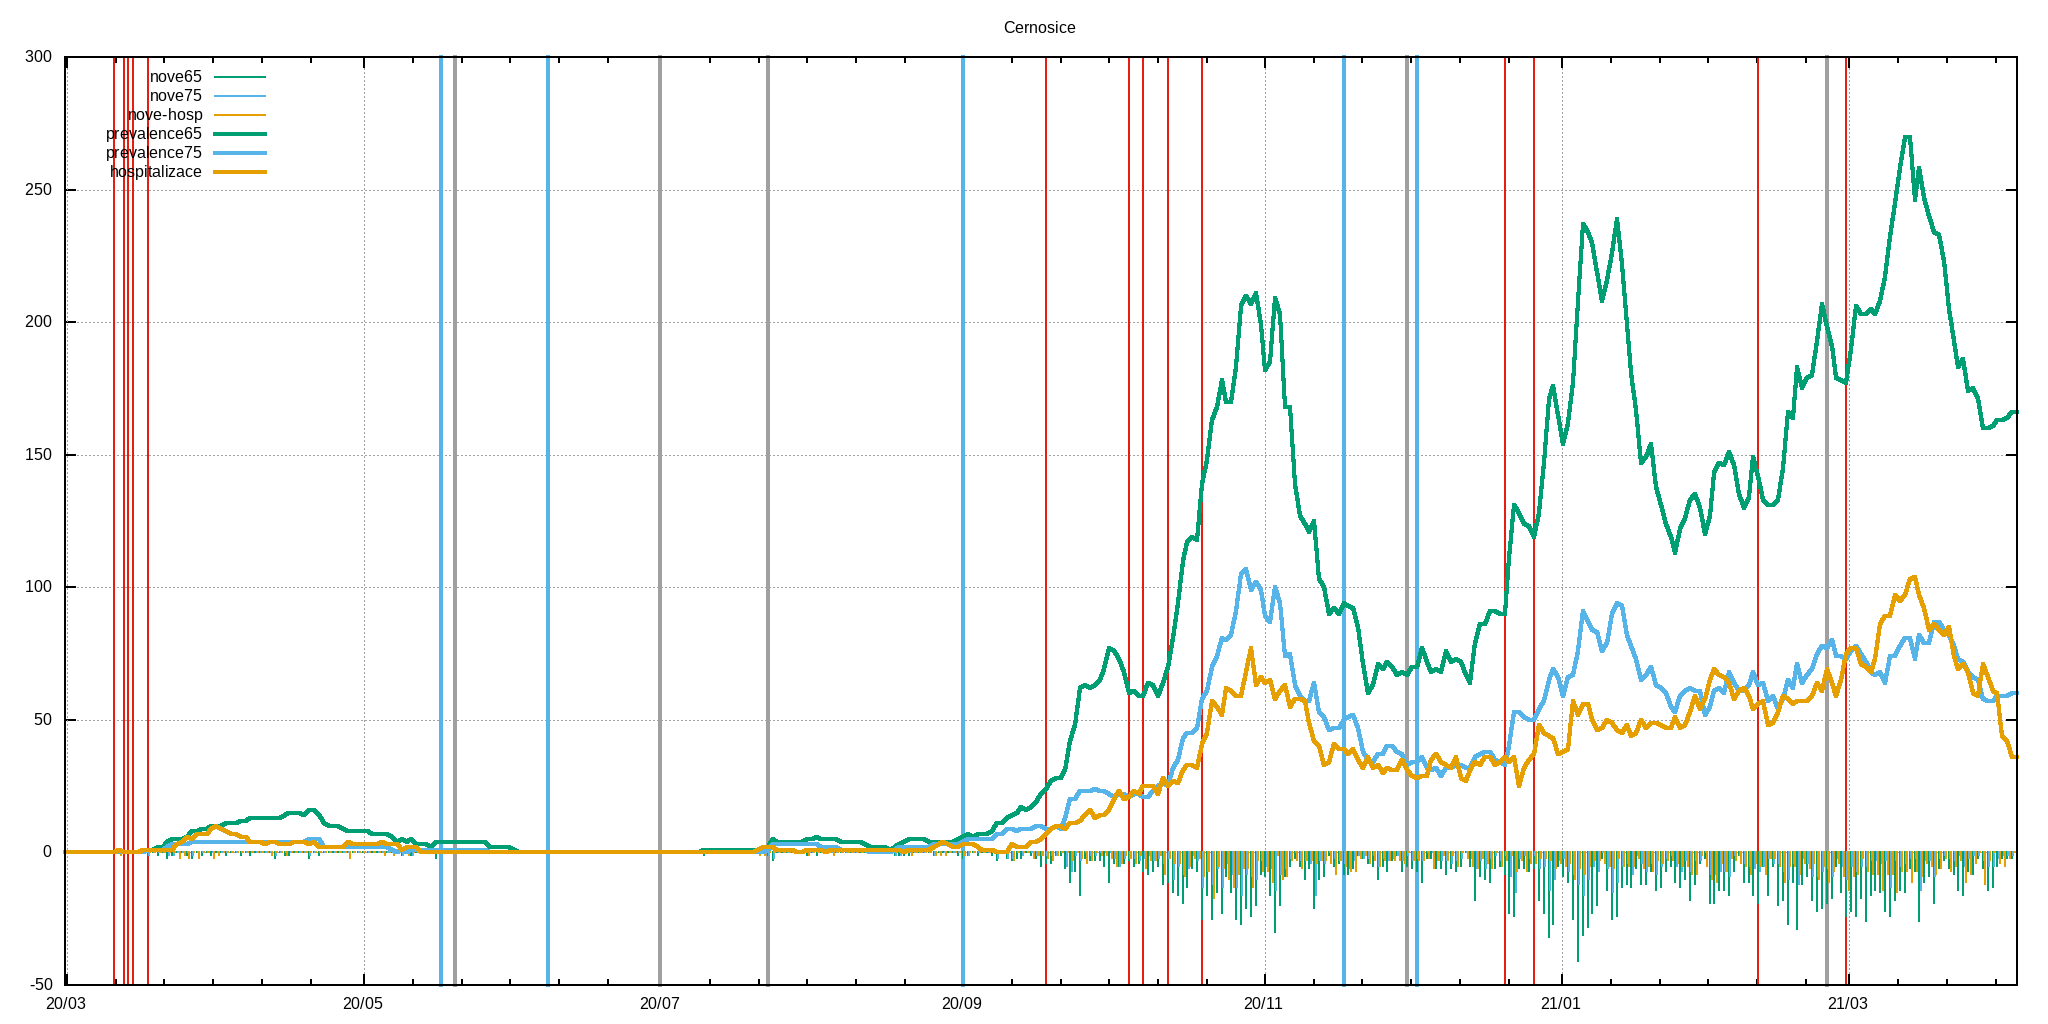 Cernosice
300
nove65
nove75
nove-hosp
prevalence65
prevalence75
hospitalizace
250
200
150
100
50
0
-50
20/03 20/05 20/07 20/09 20/11 21/01 21/03